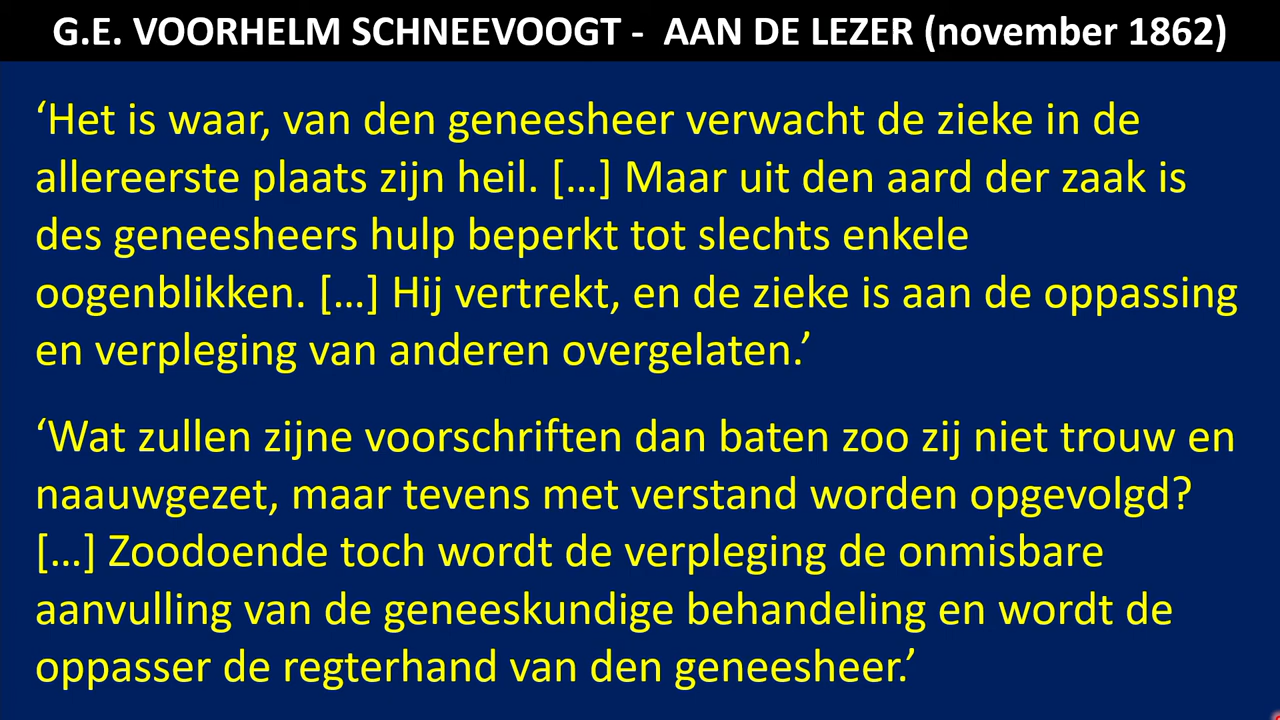 G.E. VOORHELM SCHNEEVOOGT - AAN DE LEZER (november 1862)
‘Het is waar, van den geneesheer verwacht de zieke in de
allereerste plaats zijn heil. […] Maar uit den aard der zaak is
des geneesheers hulp beperkt tot slechts enkele
oogenblikken. […] Hij vertrekt, en de zieke is aan de oppassing
en verpleging van anderen overgelaten.’
‘Wat zullen zijne voorschriften dan baten zoo zij niet trouw en
naauwgezet, maar tevens met verstand worden opgevolgd?
[…] Zoodoende toch wordt de verpleging de onmisbare
aanvulling van de geneeskundige behandeling en wordt de
oppasser de regterhand van den geneesheer.’